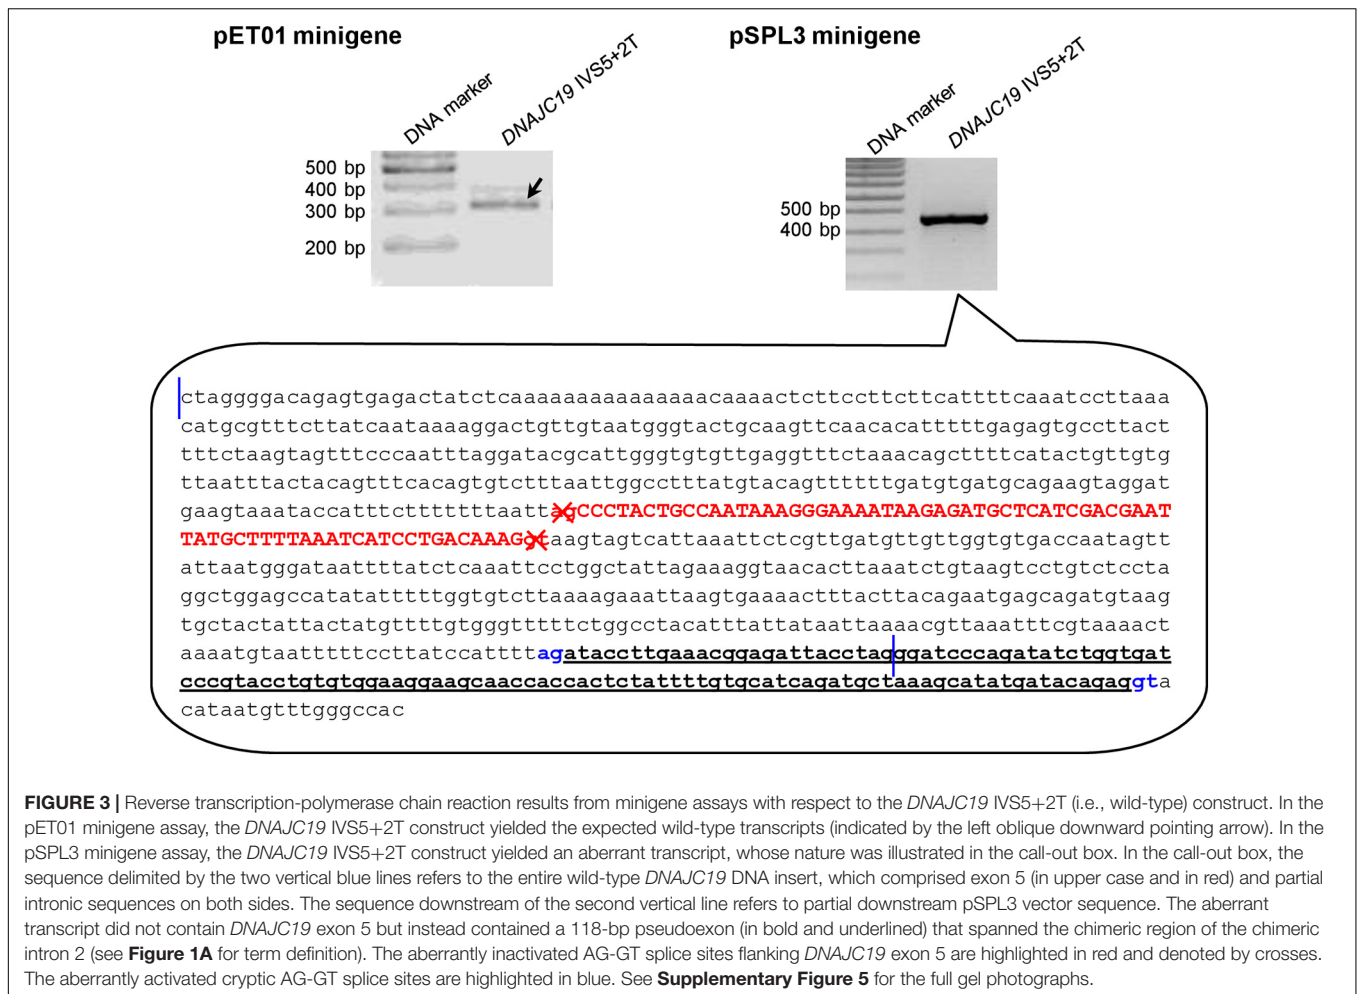 pET01 minigene
pSPL3 minigene
DNA marker
DNAJC19 IVS5+2T
DNA marker
DNAJC19 IVS5+2T
500 bp
400 bp
300 bp
200 bp
500 bp
400 bp
ctaggggacagagtgagactatctcaaaaaaaaaaaaaaaacaaaactcttccttcttcattttcaaatccttaaa
catgcgtttcttatcaataaaaggactgttgtaatgggtactgcaagttcaacacatttttgagagtgccttact
tttctaagtagtttcccaatttaggatacgcattgggtgtgttgaggtttctaaacagcttttcatactgttgtg
ttaatttactacagtttcacagtgtctttaattggcctttatgtacagttttttgatgtgatgcagaagtaggat
gaagtaaataccatttctttttttaattagCCCTACTGCCAATAAAGGGAAAATAAGAGATGCTCATCGACGAAT
TATGCTTTTAAATCATCCTGACAAAGgtaagtagtcattaaattctcgttgatgttgttggtgtgaccaatagtt
attaatgggataattttatctcaaattcctggctattagaaaggtaacacttaaatctgtaagtcctgtctccta
ggctggagccatatatttttggtgtcttaaaagaaattaagtgaaaactttacttacagaatgagcagatgtaag
tgctactattactatgttttgtgggtttttctggcctacatttattataattaaaacgttaaatttcgtaaaact
aaaatgtaatttttccttatccattttagataccttgaaacggagattacctagggatcccagatatctggtgat
cccgtacctgtgtggaaggaagcaaccaccactctattttgtgcatcagatgctaaagcatatgatacagaggta
cataatgtttgggccac
FIGURE 3 | Reverse transcription-polymerase chain reaction results from minigene assays with respect to the DNAJC19 IVS5+2T (i.e., wild-type) construct. In the
pET01 minigene assay, the DNAJC19 IVS5+2T construct yielded the expected wild-type transcripts (indicated by the left oblique downward pointing arrow). In the
pSPL3 minigene assay, the DNAJC19 IVS5+2T construct yielded an aberrant transcript, whose nature was illustrated in the call-out box. In the call-out box, the
sequence delimited by the two vertical blue lines refers to the entire wild-type DNAJC19 DNA insert, which comprised exon 5 (in upper case and in red) and partial
intronic sequences on both sides. The sequence downstream of the second vertical line refers to partial downstream pSPL3 vector sequence. The aberrant
transcript did not contain DNAJC19 exon 5 but instead contained a 118-bp pseudoexon (in bold and underlined) that spanned the chimeric region of the chimeric
intron 2 (see Figure 1A for term definition). The aberrantly inactivated AG-GT splice sites flanking DNAJC19 exon 5 are highlighted in red and denoted by crosses.
The aberrantly activated cryptic AG-GT splice sites are highlighted in blue. See Supplementary Figure 5 for the full gel photographs.